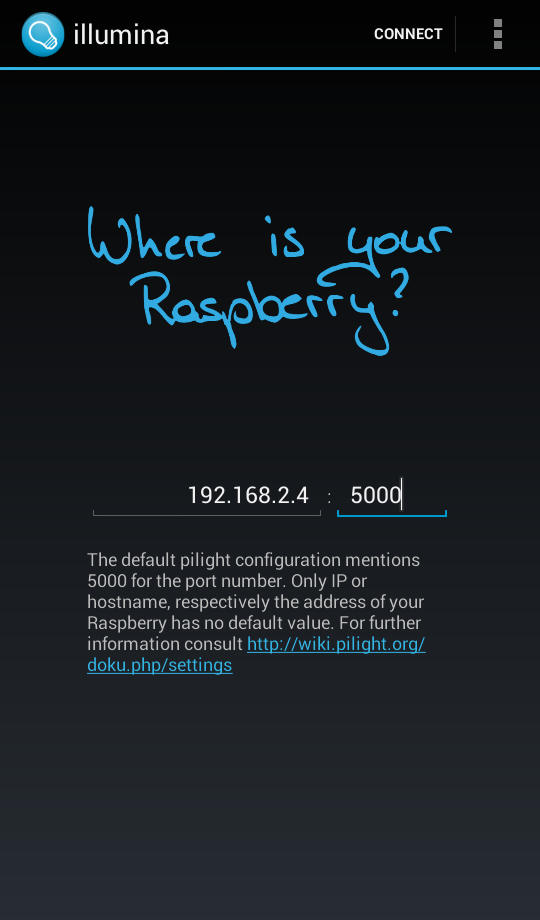 illumina
CONNECT
Where is your
Raspberry?
192.168.2.4 : 5000
The default pilight configuration mentions
5000 for the port number. Only IP or
hostname, respectively the address of your
Raspberry has no default value. For further
information consult http://wiki.pilight.org/
doku.php/settings